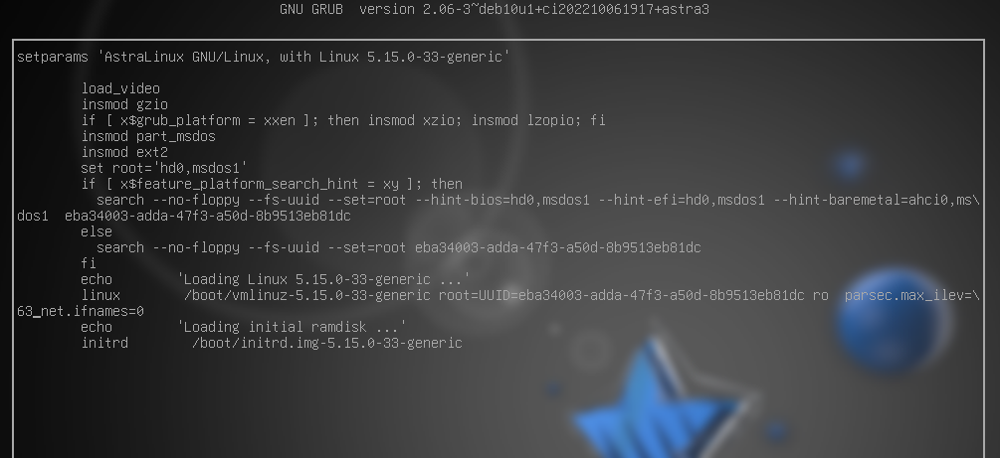 GNU GRUB  version 2.06-3~deb10u1+ci202210061917+astra3
setparams 'AstraLinux GNU/Linux, with Linux 5.15.0-33-generic'
load_video
insmod gzio
if [ x$grub_platform = xxen ]; then insmod xzio; insmod lzopio; fi
insmod part_msdos
insmod ext2
set root='hd0,msdos1'
if [ x$feature_platform_search_hint = xy ]; then
search --no-floppy --fs-uuid --set=root --hint-bios=hd0,msdos1 --hint-efi=hd0,msdos1 --hint-baremetal=ahci0,ms\
dos1  eba34003-adda-47f3-a50d-8b9513eb81dc
else
search --no-floppy --fs-uuid --set=root eba34003-adda-47f3-a50d-8b9513eb81dc
fi
echo        'Loading Linux 5.15.0-33-generic ...'
linux        /boot/vmlinuz-5.15.0-33-generic root=UUID=eba34003-adda-47f3-a50d-8b9513eb81dc ro  parsec.max_ilev=\
63_net.ifnames=0
echo        'Loading initial ramdisk ...'
initrd        /boot/initrd.img-5.15.0-33-generic